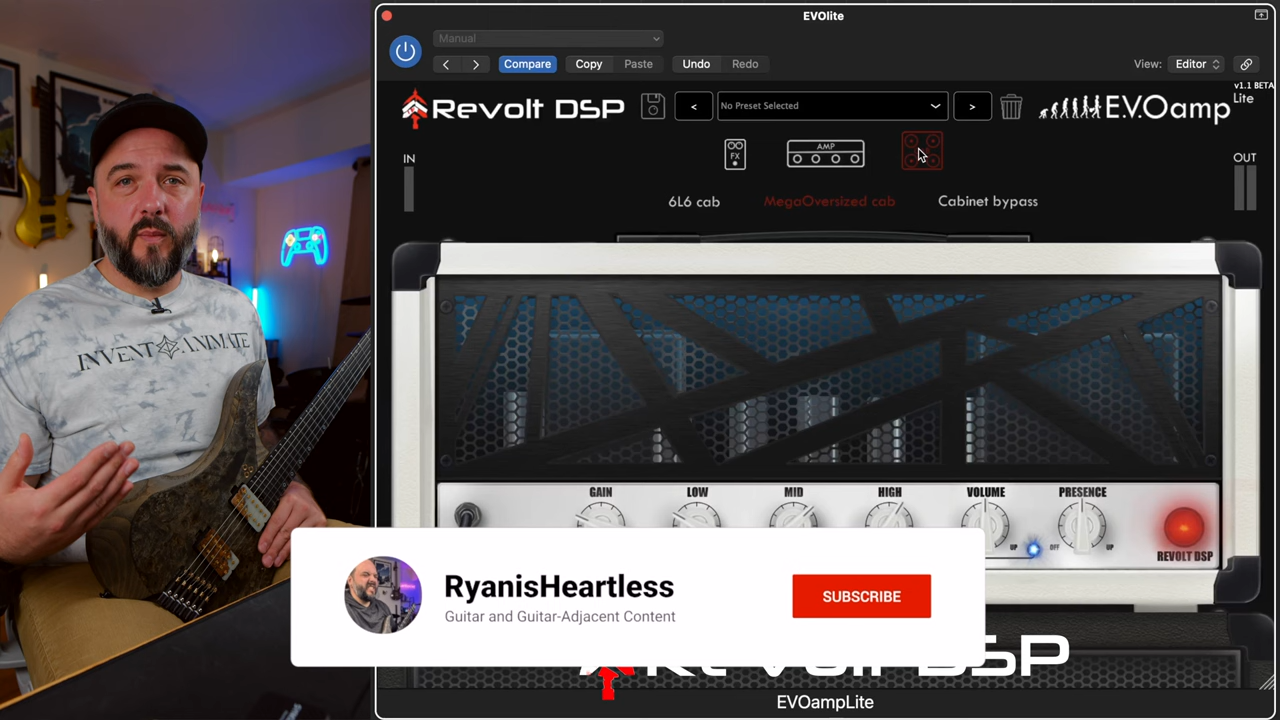 EVOlite
Manual
Compare
Copy
Paste
Undo
Redo
View:
Editor
Revolt DSP
No Preset Selected
<
>
E.V.Oamp
v1.1 BETA
Lite
FX
AMP
IN
OUT
6L6 cab
MegaOversized cab
Cabinet bypass
INVENT ANIMATE
GAIN
LOW
MID
HIGH
VOLUME
PRESENCE
UP
OFF
UP
REVOLT DSP
RyanisHeartless
Guitar and Guitar-Adjacent Content
SUBSCRIBE
Revolt DSP
EVOampLite